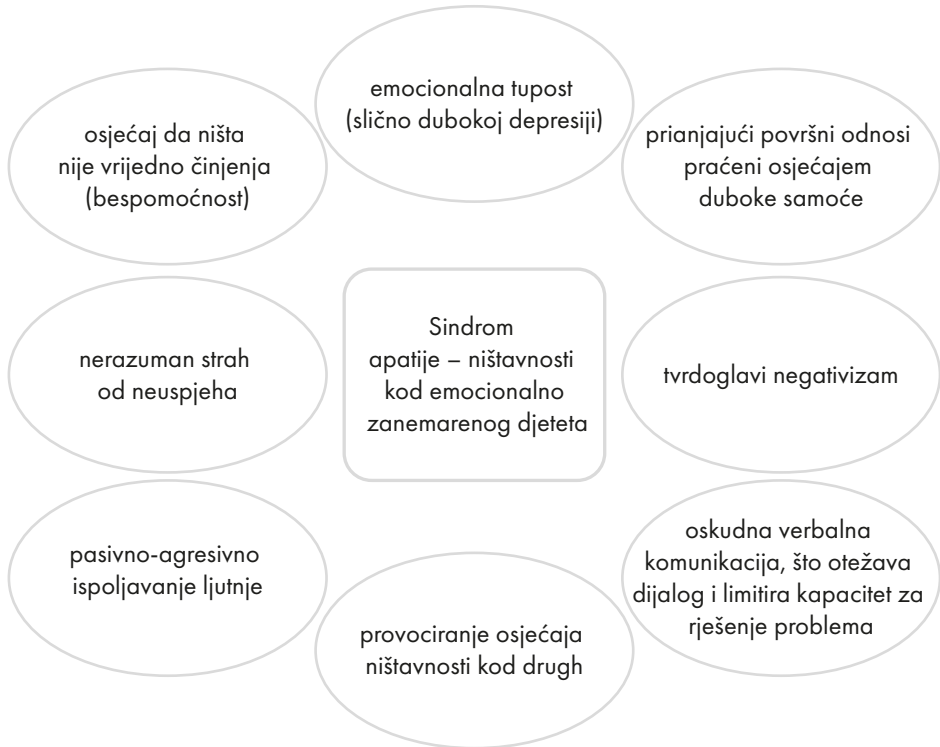 emocionalna tupost
(slično dubokoj depresiji)
osjećaj da ništa
nije vrijedno činjenja
(bespomoćnost)
prianjajući površni odnosi
praćeni osjećajem
duboke samoće
nerazuman strah
od neuspjeha
Sindrom
apatije – ništavnosti
kod emocionalno
zanemarenog djeteta
tvrdoglavi negativizam
pasivno-agresivno
ispoljavanje ljutnje
provociranje osjećaja
ništavnosti kod drugh
oskudna verbalna
komunikacija, što otežava
dijalog i limitira kapacitet za
rješenje problema